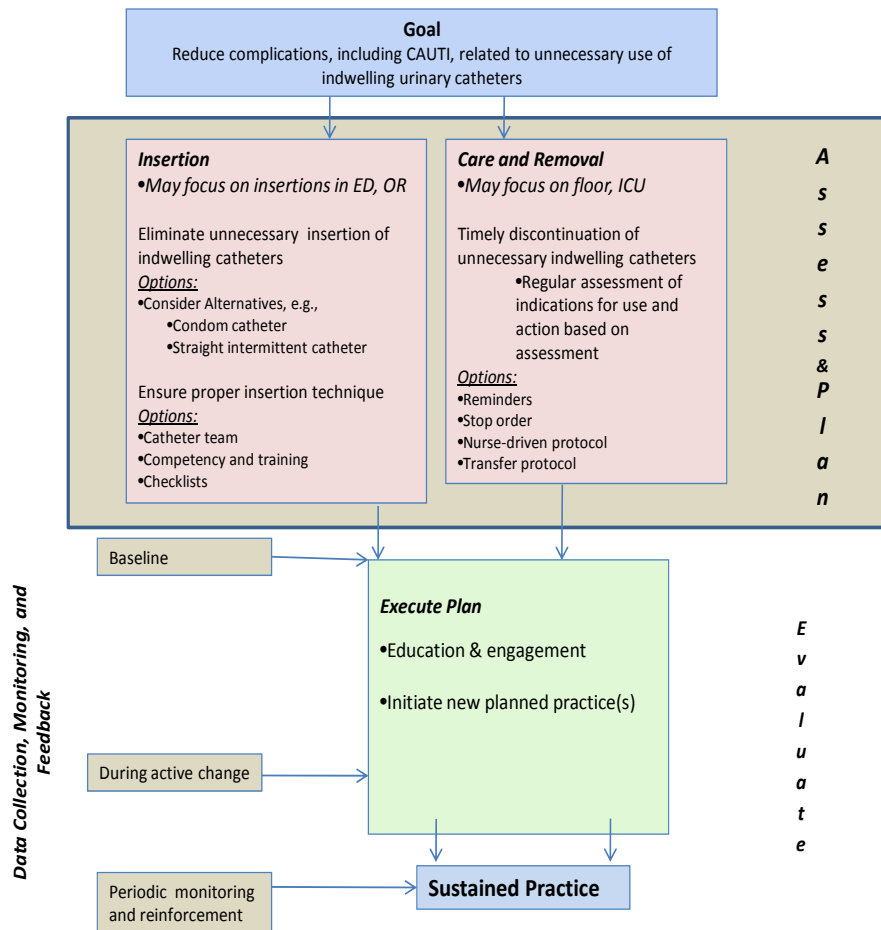 Goal
Reduce complications, including CAUTI, related to unnecessary use of
indwelling urinary catheters
Insertion
•May focus on insertions in ED, OR
Eliminate unnecessary insertion of
indwelling catheters
Options:
•Consider Alternatives, e.g.,
•Condom catheter
•Straight intermittent catheter
Ensure proper insertion technique
Options:
•Catheter team
•Competency and training
•Checklists
Care and Removal
•May focus on floor, ICU
Timely discontinuation of
unnecessary indwelling catheters
•Regular assessment of
indications for use and
action based on
assessment
Options:
•Reminders
•Stop order
•Nurse-driven protocol
•Transfer protocol
Assess & Plan
Baseline
Execute Plan
•Education & engagement
•Initiate new planned practice(s)
During active change
Data Collection, Monitoring, and
Feedback
Evaluate
Periodic monitoring
and reinforcement
Sustained Practice